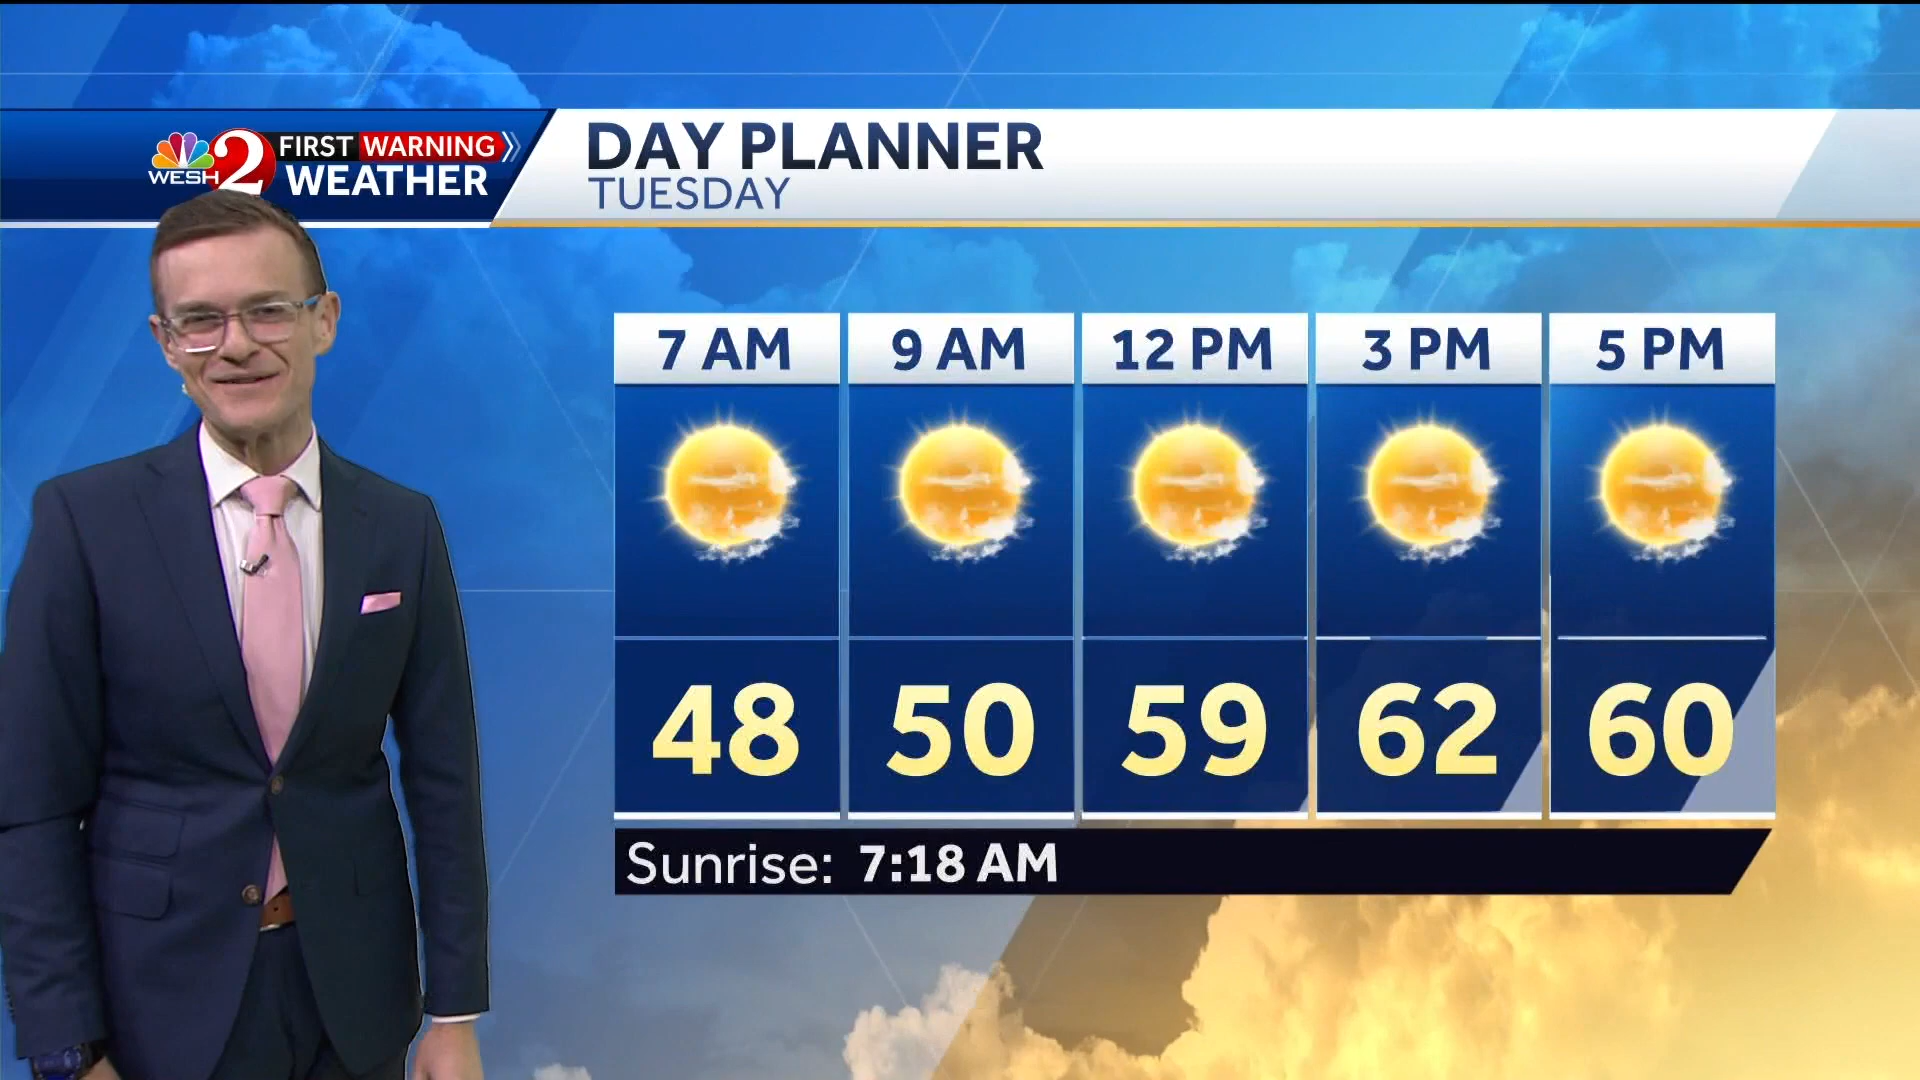 WESH 2 FIRST WARNING
WEATHER
DAY PLANNER
TUESDAY
7 AM 9 AM 12 PM 3 PM 5 PM
48 50 59 62 60
Sunrise: 7:18 AM